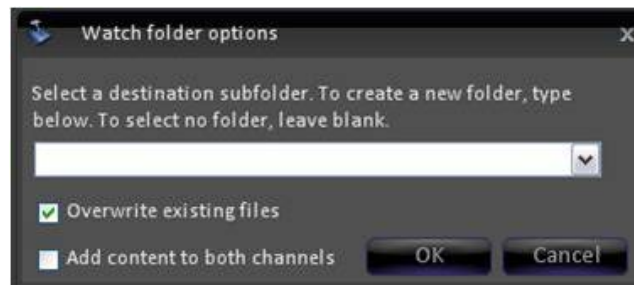 Watch folder options
Select a destination subfolder. To create a new folder, type
below. To select no folder, leave blank.
Overwrite existing files
Add content to both channels
OK
Cancel